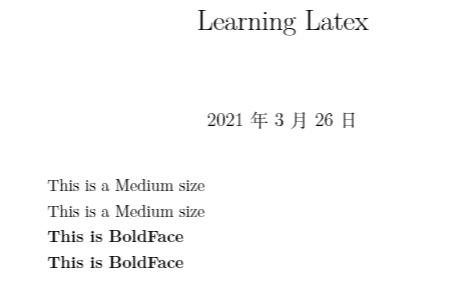 Learning Latex
2021 年 3 月 26 日
This is a Medium size
This is a Medium size
This is BoldFace
This is BoldFace